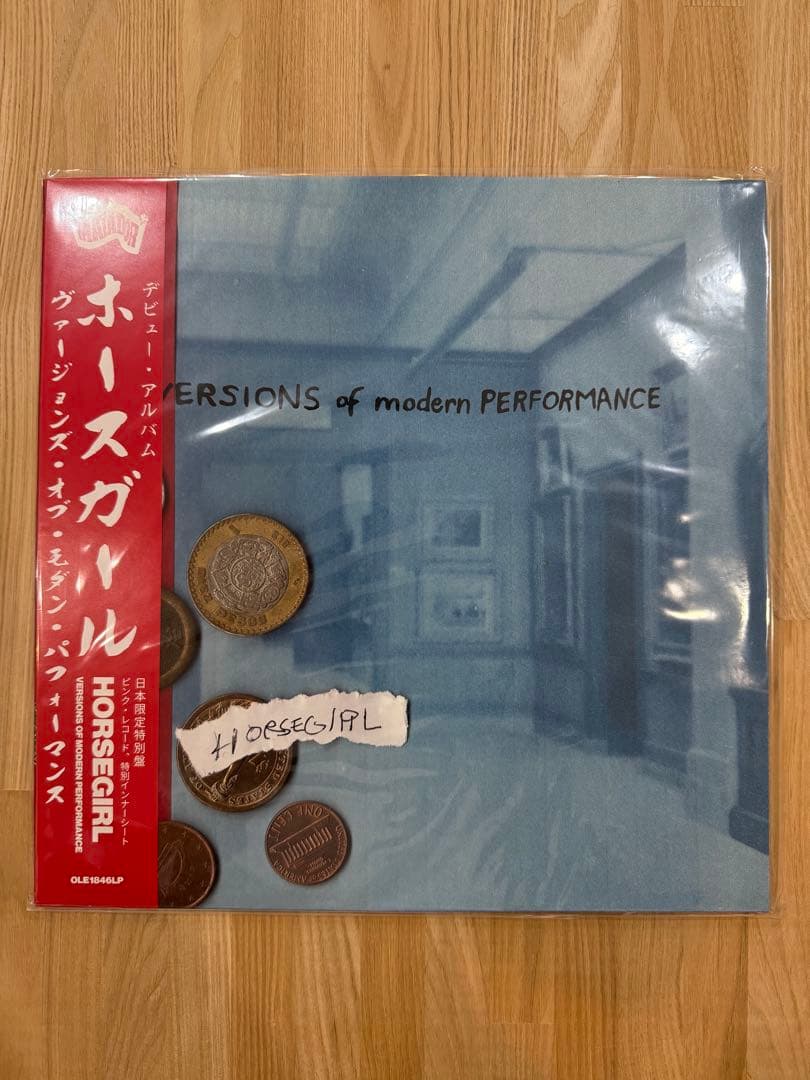 MATADOR
デビュー・アルバム
ホースガール
ヴァージョンズ・オブ・モダン・パフォーマンス
日本限定特別盤
ピンク・レコード、特別インナーシート
HORSEGIRL
VERSIONS OF MODERN PERFORMANCE
OLE1846LP
VERSIONS of modern PERFORMANCE
HORSEGIRL
ONE CENT